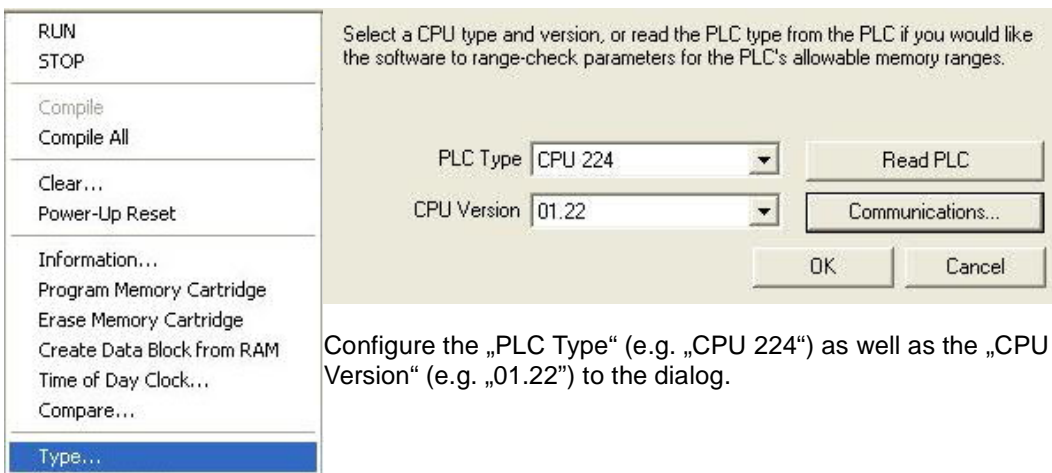 RUN
STOP
Compile
Compile All
Clear...
Power-Up Reset
Information...
Program Memory Cartridge
Erase Memory Cartridge
Create Data Block from RAM
Time of Day Clock...
Compare...
Type...
Select a CPU type and version, or read the PLC type from the PLC if you would like
the software to range-check parameters for the PLC's allowable memory ranges.
PLC Type CPU 224 Read PLC
CPU Version 01.22 Communications...
OK Cancel
Configure the „PLC Type“ (e.g. „CPU 224“) as well as the „CPU
Version“ (e.g. „01.22”) to the dialog.